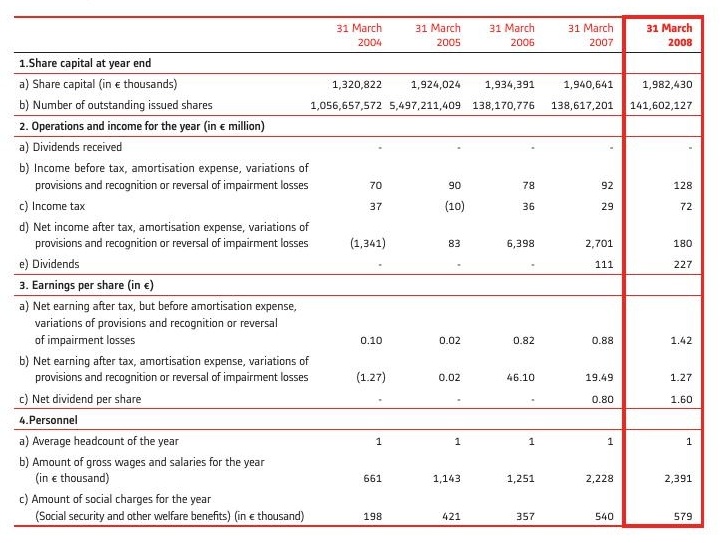 31 March 31 March 31 March 31 March 31 March
2004 2005 2006 2007 2008
1.Share capital at year end
a) Share capital (in € thousands) 1,320,822 1,924,024 1,934,391 1,940,641 1,982,430
b) Number of outstanding issued shares 1,056,657,572 5,497,211,409 138,170,776 138,617,201 141,602,127
2. Operations and income for the year (in € million)
a) Dividends received - - - - -
b) Income before tax, amortisation expense, variations of
provisions and recognition or reversal of impairment losses 70 90 78 92 128
c) Income tax 37 (10) 36 29 72
d) Net income after tax, amortisation expense, variations of
provisions and recognition or reversal of impairment losses (1,341) 83 6,398 2,701 180
e) Dividends - - - 111 227
3. Earnings per share (in €)
a) Net earning after tax, but before amortisation expense,
variations of provisions and recognition or reversal
of impairment losses 0.10 0.02 0.82 0.88 1.42
b) Net earning after tax, amortisation expense, variations of
provisions and recognition or reversal of impairment losses (1.27) 0.02 46.10 19.49 1.27
c) Net dividend per share - - - 0.80 1.60
4.Personnel
a) Average headcount of the year 1 1 1 1 1
b) Amount of gross wages and salaries for the year
(in € thousand) 661 1,143 1,251 2,228 2,391
c) Amount of social charges for the year
(Social security and other welfare benefits) (in € thousand) 198 421 357 540 579